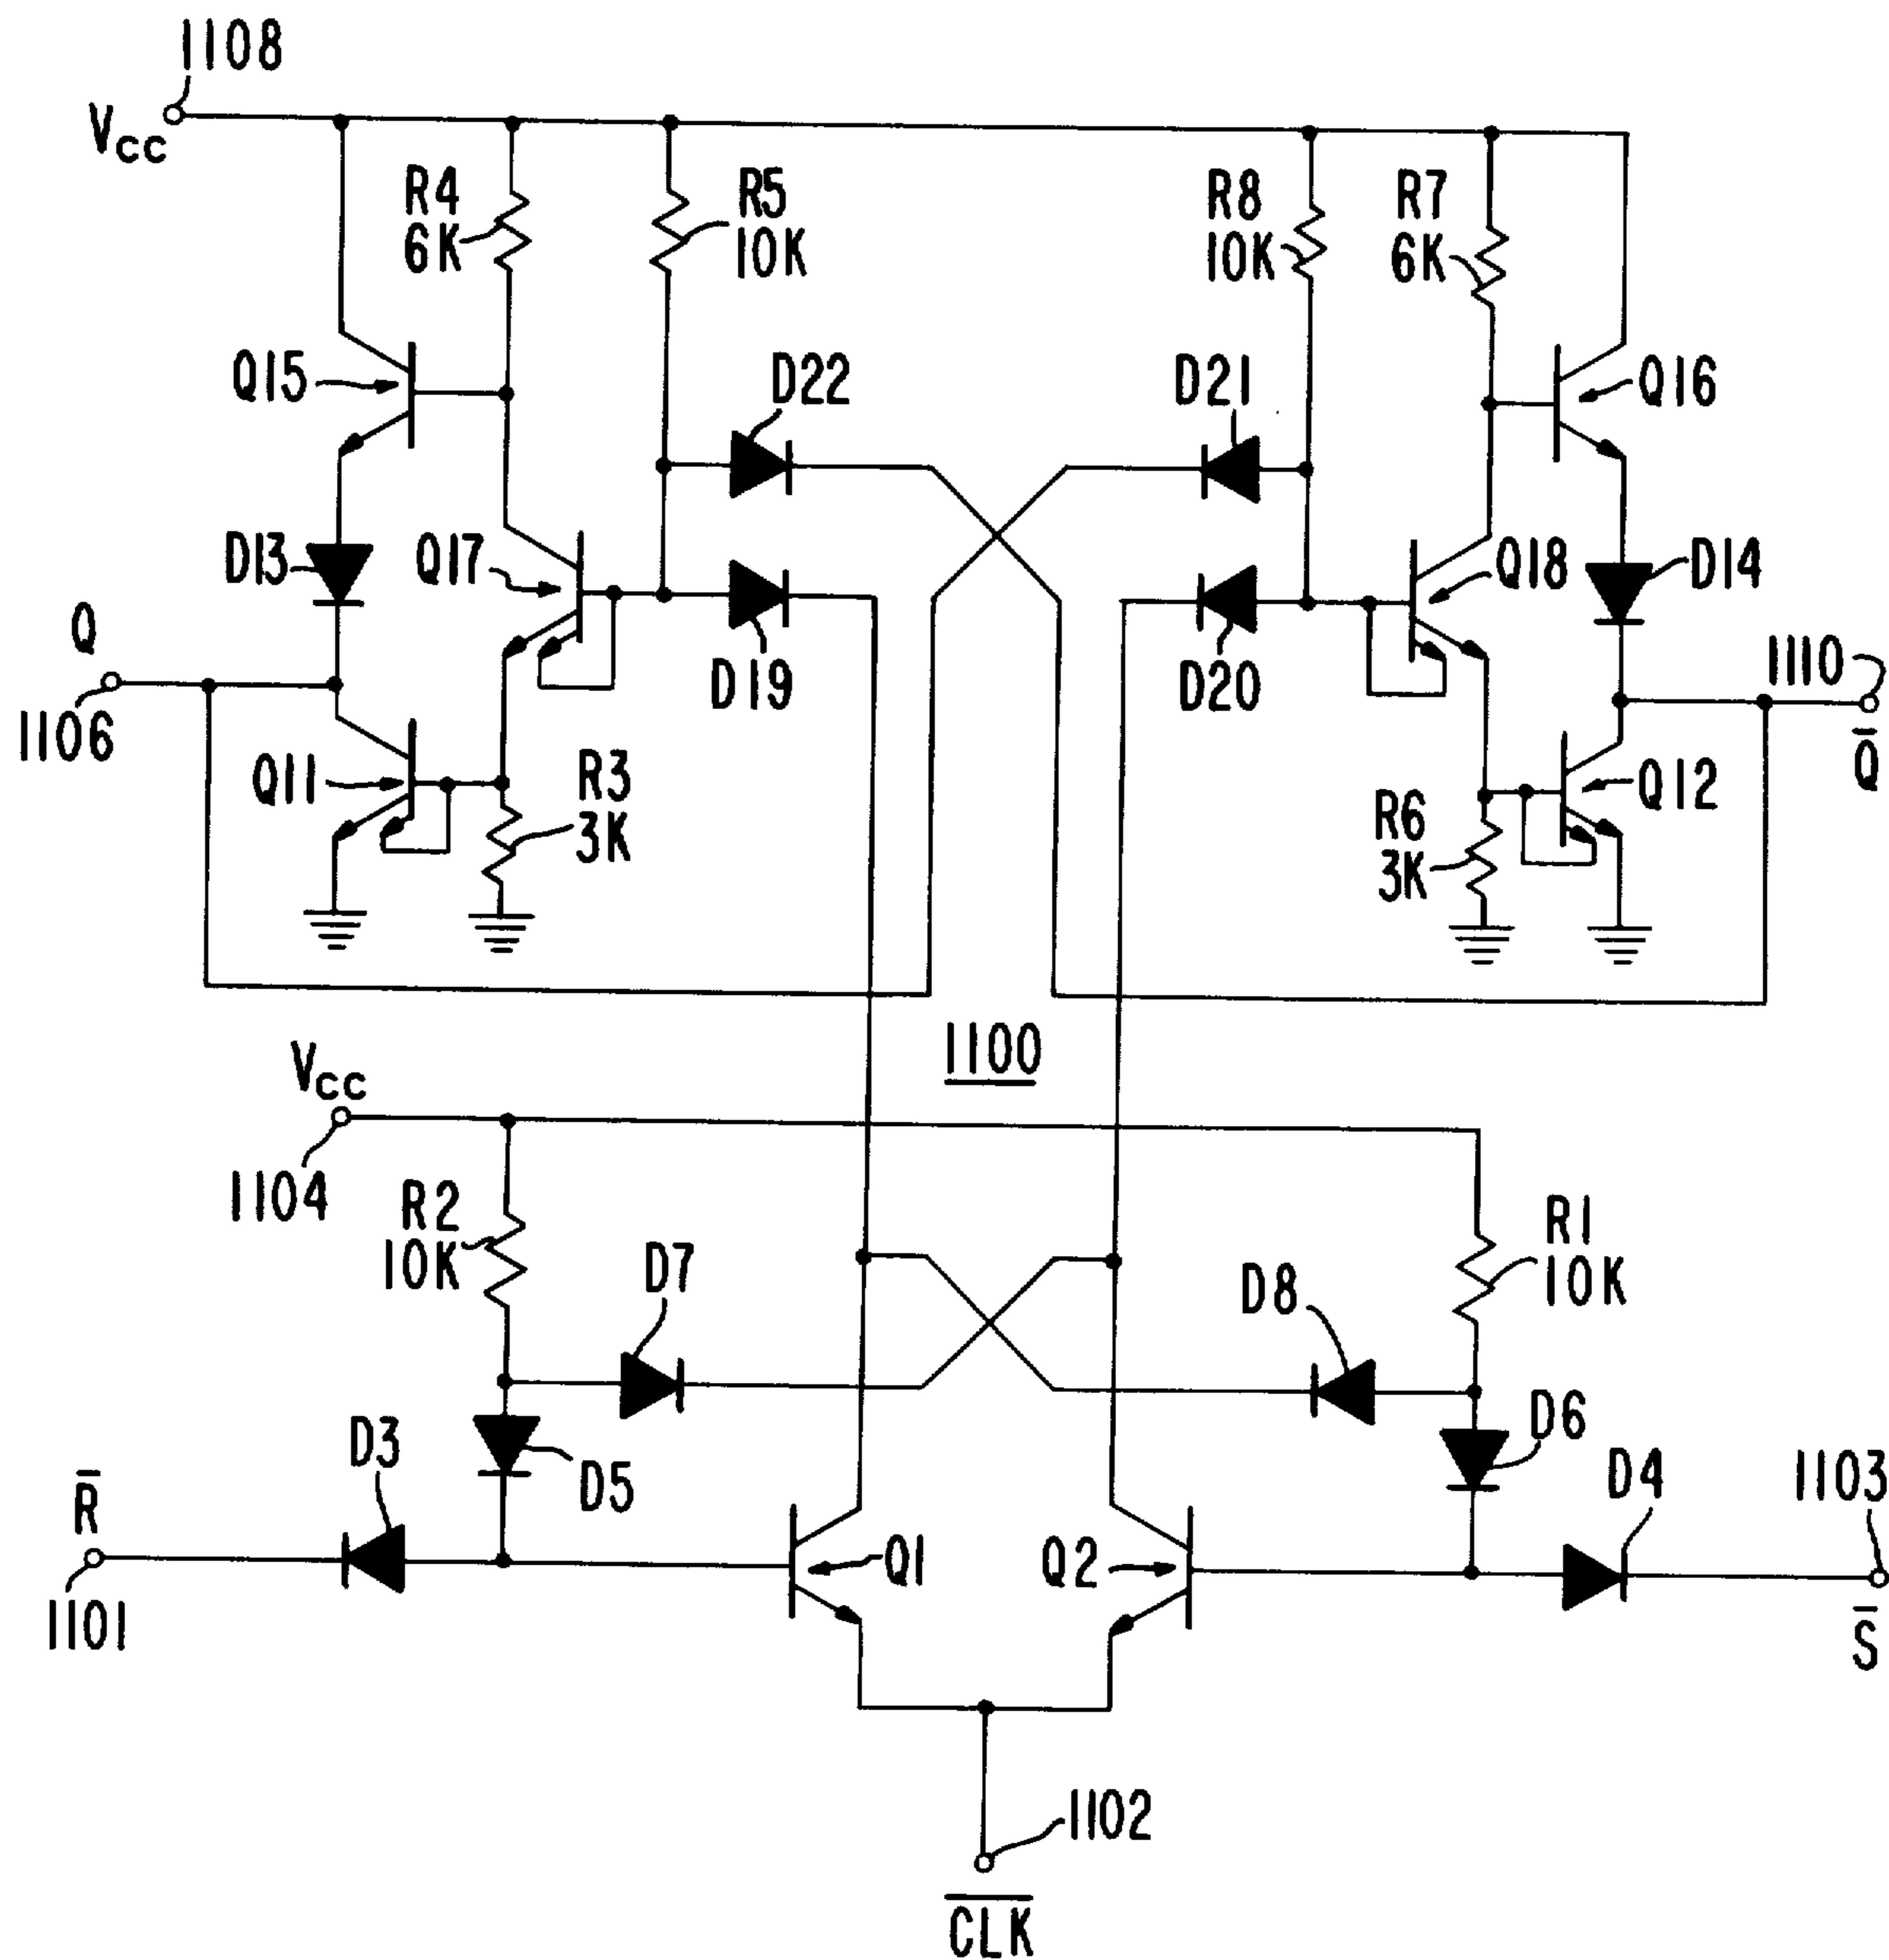 1108
Vcc
R4
6K
R5
10K
R8
10K
R7
6K
Q15
D22
D21
Q16
D13
Q17
Q18
D14
Q
D19
D20
1110
1106
Q̅
Q11
R3
3K
R6
3K
Q12
1100
Vcc
1104
R2
10K
D7
D8
R1
10K
D3
D5
D6
D4
1103
R̅
Q1
Q2
1101
S̅
1102
C̅L̅K̅